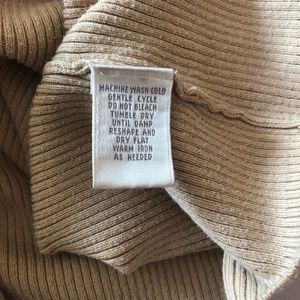 MACHINE WASH COLD
GENTLE CYCLE
DO NOT BLEACH
TUMBLE DRY
UNTIL DAMP
RESHAPE AND
DRY FLAT
WARM IRON
AS NEEDED